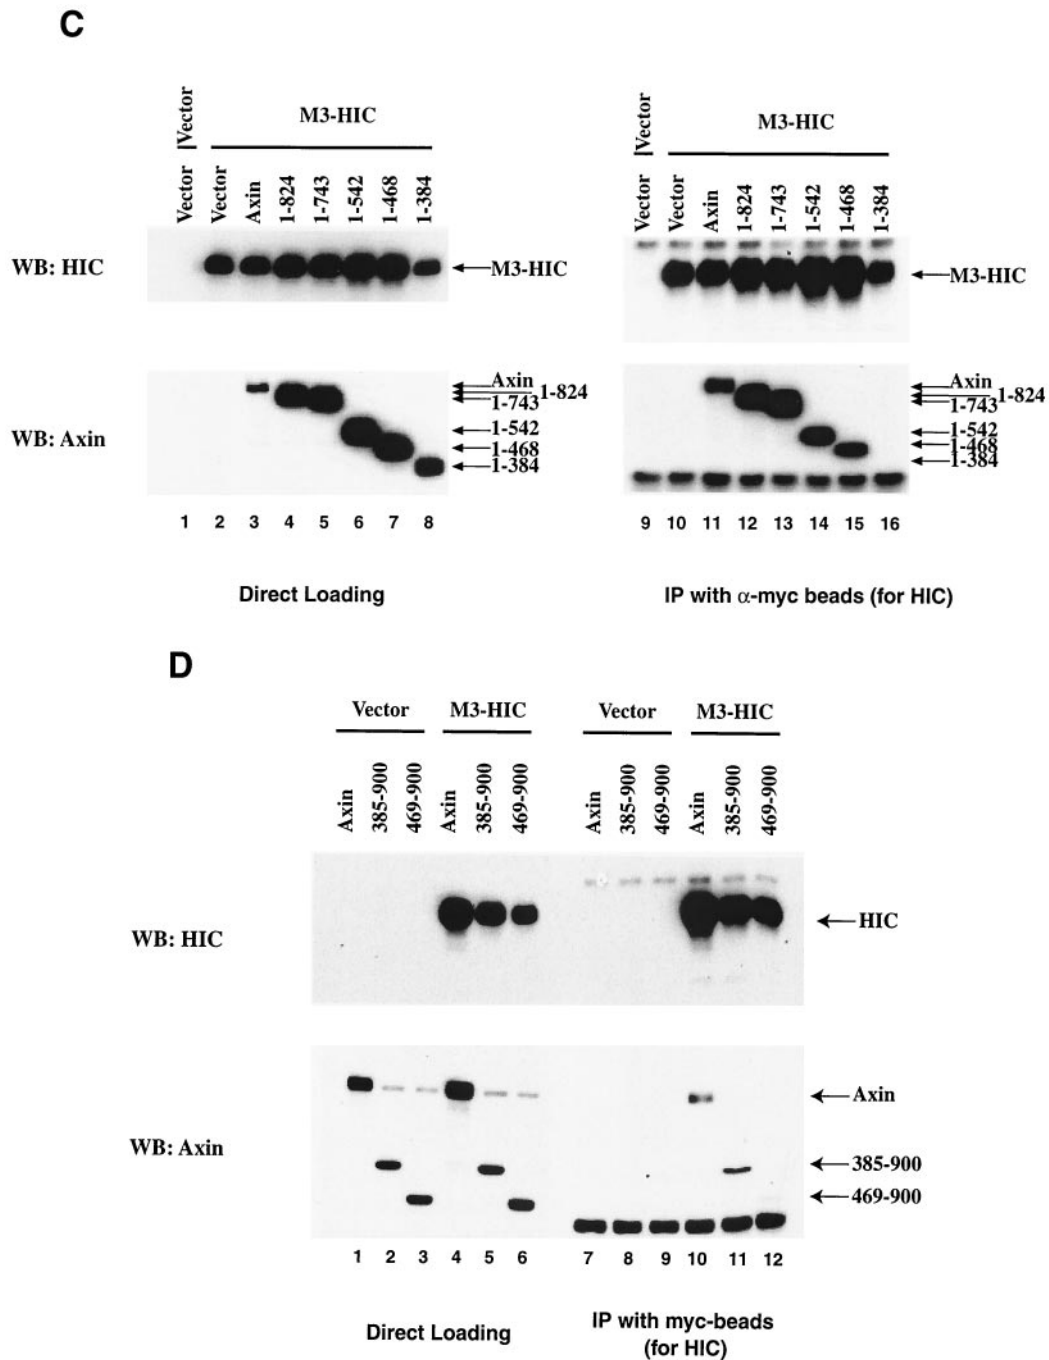 C
Vector
M3-HIC
Vector
Vector
Axin
1-824
1-743
1-542
1-468
1-384
WB: HIC
M3-HIC
WB: Axin
Axin
1-824
1-743
1-542
1-468
1-384
1 2 3 4 5 6 7 8
Direct Loading
Vector
M3-HIC
Vector
Vector
Axin
1-824
1-743
1-542
1-468
1-384
M3-HIC
Axin
1-824
1-743
1-542
1-468
1-384
9 10 11 12 13 14 15 16
IP with α-myc beads (for HIC)
D
Vector M3-HIC Vector M3-HIC
Axin
385-900
469-900
Axin
385-900
469-900
Axin
385-900
469-900
Axin
385-900
469-900
WB: HIC
HIC
WB: Axin
Axin
385-900
469-900
1 2 3 4 5 6 7 8 9 10 11 12
Direct Loading
IP with myc-beads
(for HIC)